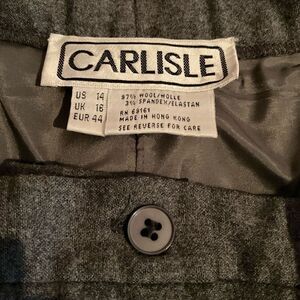 CARLISLE
US 14
UK 16
EUR 44
97% WOOL/WOLLE
3% SPANDEX/ELASTAN
RN 69161
MADE IN HONG KONG
SEE REVERSE FOR CARE